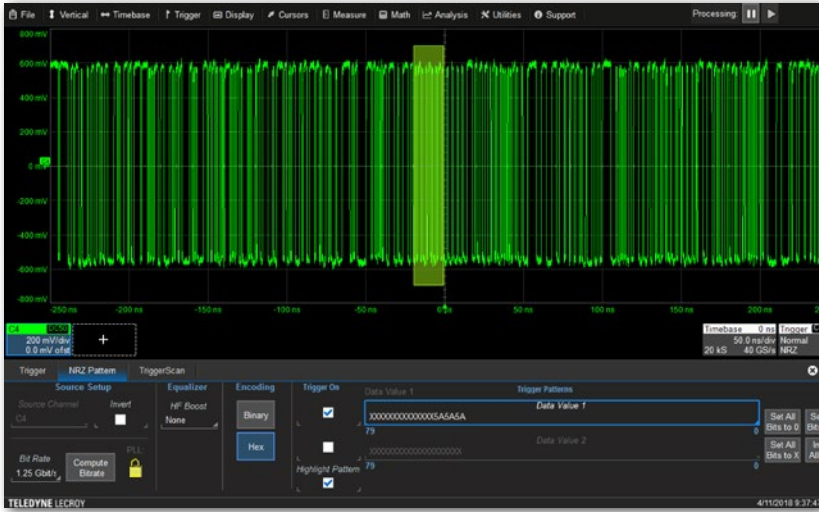 File Vertical Timebase Trigger Display Cursors Measure Math Analysis Utilities Support Processing:
800 mV
600 mV
400 mV
200 mV
0 mV
-200 mV
-400 mV
-600 mV
-800 mV
-250 ns -200 ns -150 ns -100 ns -50 ns 0 ns 50 ns 100 ns 150 ns 200 ns
C4 DC50
200 mV/div
0.0 mV ofst
+
Timebase 0 ns Trigger
50.0 ns/div Normal
20 kS 40 GS/s NRZ
Trigger NRZ Pattern TriggerScan
Source Setup Equalizer Encoding Trigger On Data Value 1 Trigger Patterns
Source Channel Invert HF Boost Data Value 1
C4 None Binary
79 0
Set All
Bits to 0
Hex
Data Value 2
79 0
Set All
Bits to X
Bit Rate Compute PLL
1.25 Gbit/s Bitrate
Highlight Pattern
TELEDYNE LECROY 4/11/2018 9:37:4